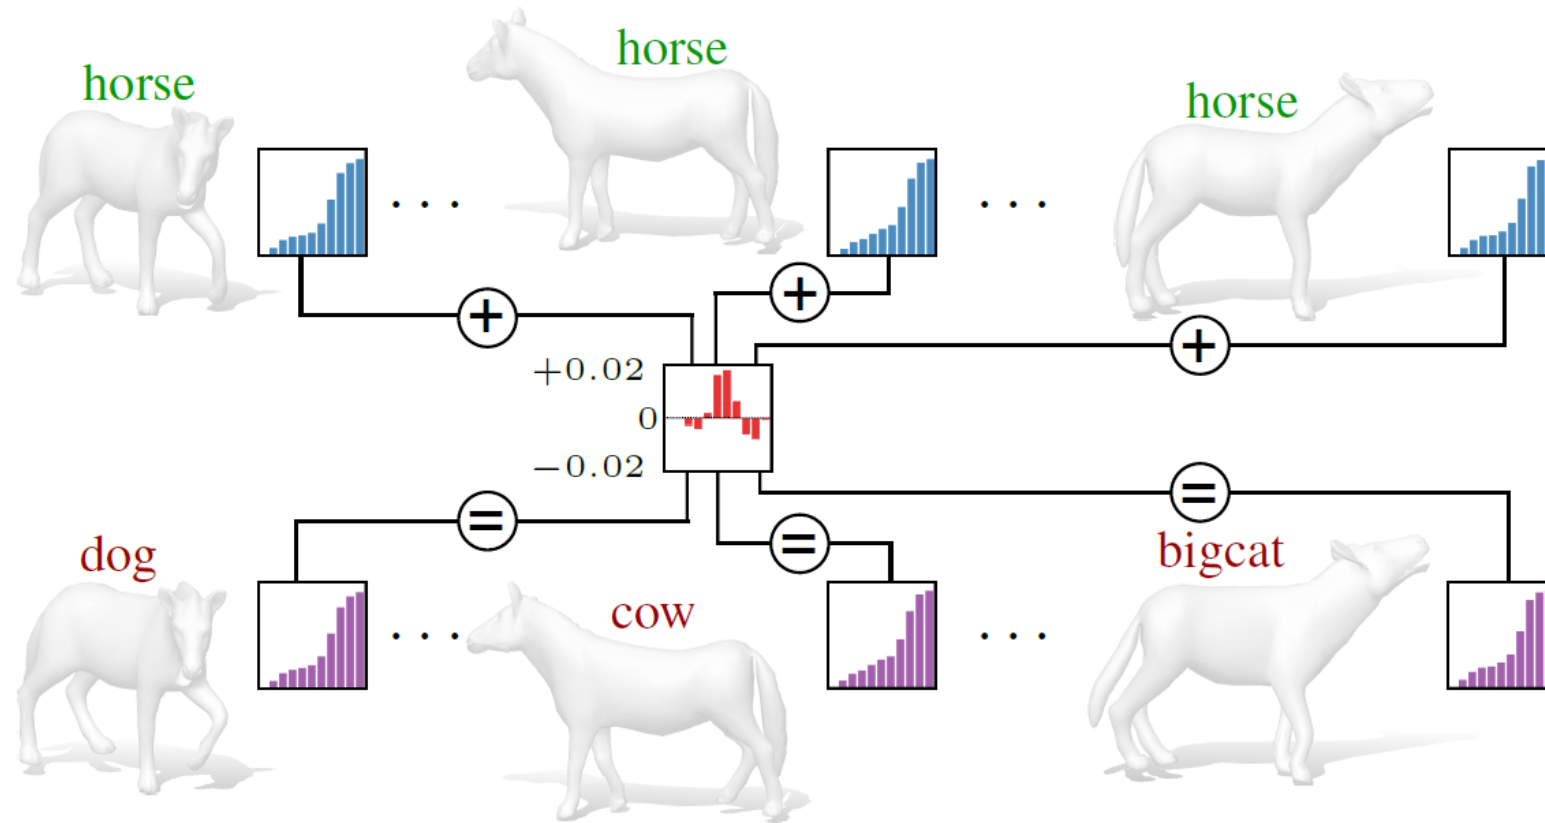 horse
horse
horse
. . .
. . .
+
+
+
+0.02
0
−0.02
=
=
=
dog
cow
bigcat
. . .
. . .